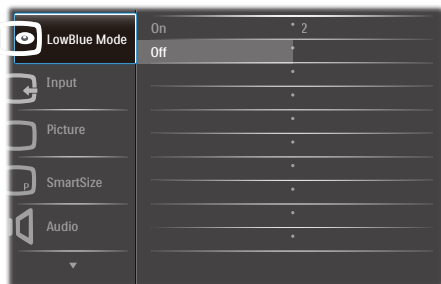 LowBlue Mode
On 2
Off
Input
Picture
P
SmartSize
Audio